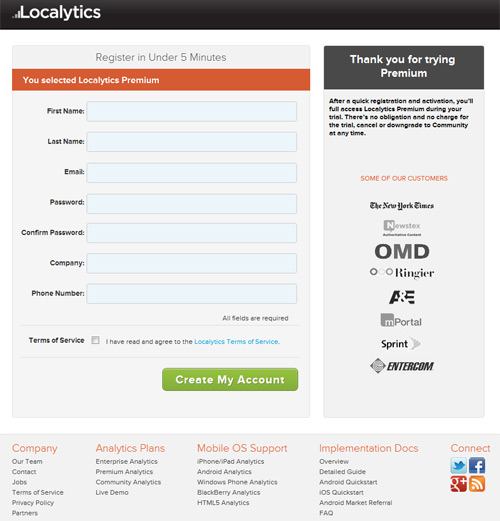 Localytics
Register in Under 5 Minutes
You selected Localytics Premium
First Name:
Last Name:
Email:
Password:
Confirm Password:
Company:
Phone Number:
All fields are required
Terms of Service
I have read and agree to the Localytics Terms of Service.
Create My Account
Thank you for trying
Premium
After a quick registration and activation, you'll
full access Localytics Premium during your
trial. There's no obligation and no charge for
the trial, cancel or downgrade to Community
at any time.
SOME OF OUR CUSTOMERS
The New York Times
Newstex
Authoritative Content
OMD
Ringier
A&E
mPortal
Sprint
ENTERCOM
Company
Our Team
Contact
Jobs
Terms of Service
Privacy Policy
Partners
Analytics Plans
Enterprise Analytics
Premium Analytics
Community Analytics
Live Demo
Mobile OS Support
iPhone/iPad Analytics
Android Analytics
Windows Phone Analytics
BlackBerry Analytics
HTML5 Analytics
Implementation Docs
Overview
Detailed Guide
Android Quickstart
iOS Quickstart
Android Market Referral
FAQ
Connect